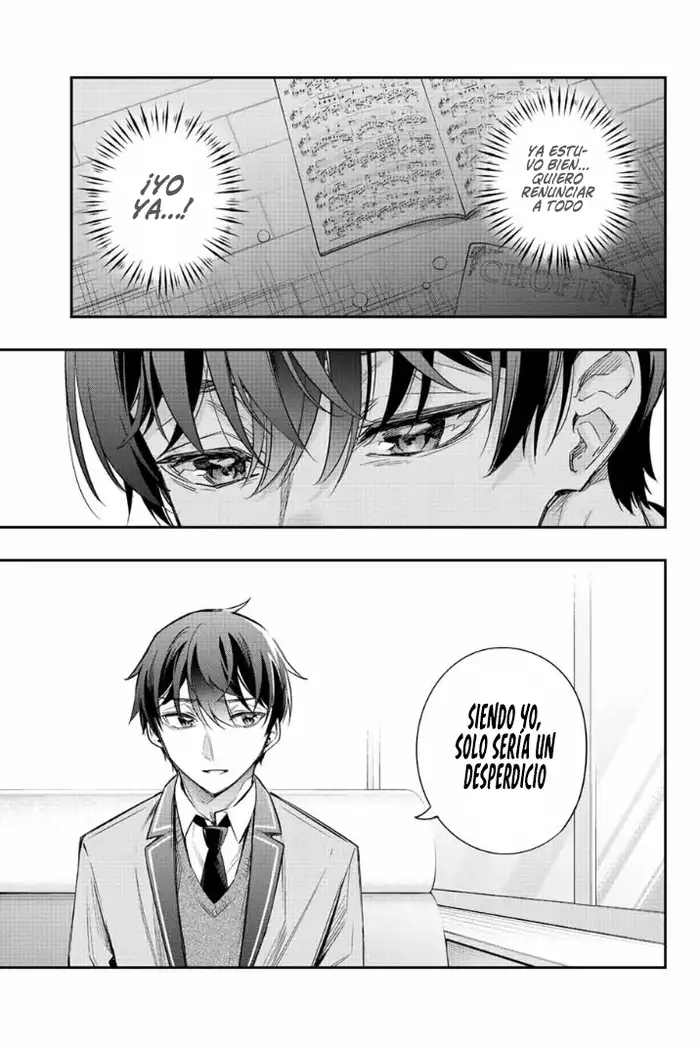 YA ESTU-
VO BIEN...
QUIERO
RENUNCIAR
A TODO
¡YO
YA...!
CHOPIN
SIENDO YO,
SOLO SERÍA UN
DESPERDICIO